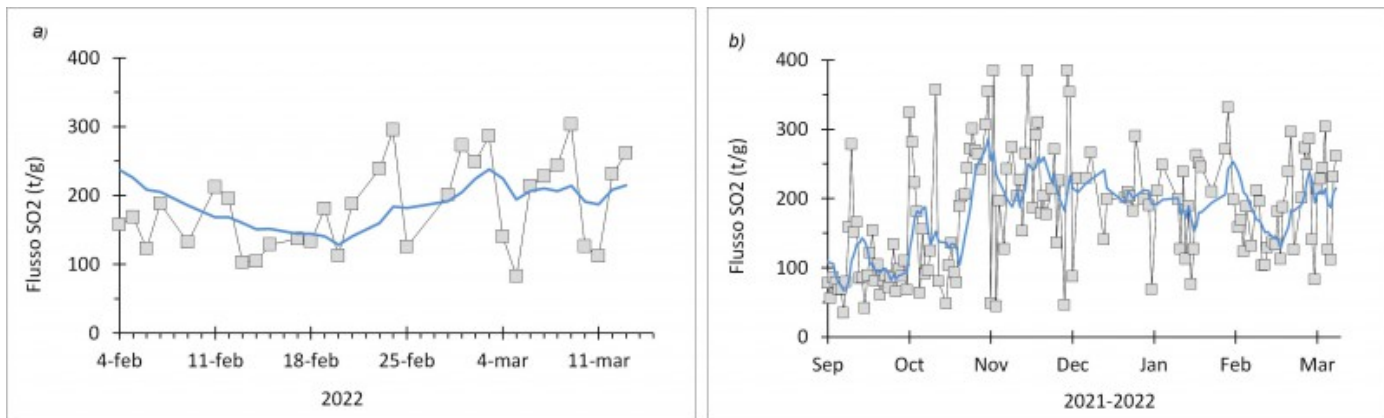 a)
Flusso SO2 (t/g)
400
300
200
100
0
4-feb 11-feb 18-feb 25-feb 4-mar 11-mar
2022
b)
Flusso SO2 (t/g)
400
300
200
100
0
Sep Oct Nov Dec Jan Feb Mar
2021-2022